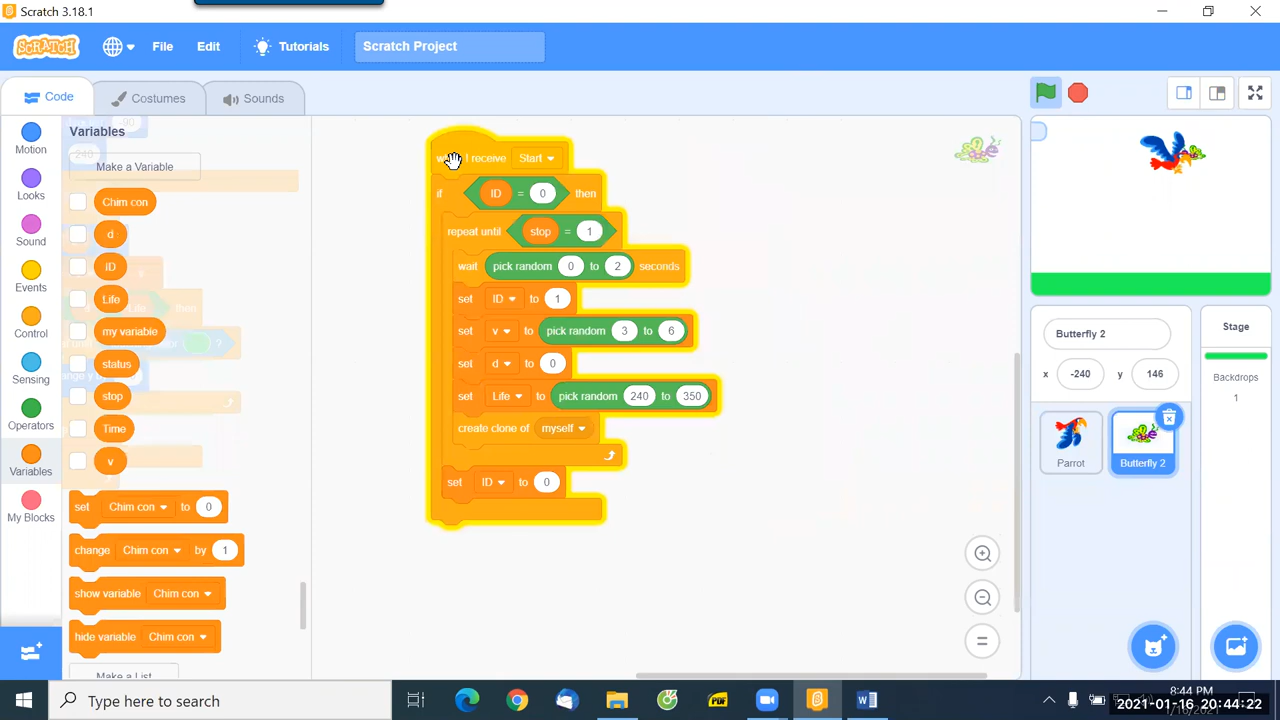 Scratch 3.18.1
SCRATCH
File
Edit
Tutorials
Scratch Project
Code
Costumes
Sounds
Motion
Looks
Sound
Events
Control
Sensing
Operators
Variables
My Blocks
Variables
Make a Variable
Chim con
d
ID
Life
my variable
status
stop
Time
v
set Chim con to 0
change Chim con by 1
show variable Chim con
hide variable Chim con
Make a List
I receive Start
if ID = 0 then
repeat until stop = 1
wait pick random 0 to 2 seconds
set ID to 1
set v to pick random 3 to 6
set d to 0
set Life to pick random 240 to 350
create clone of myself
set ID to 0
Butterfly 2
x -240 y 146
Parrot
Butterfly 2
Stage
Backdrops
1
Type here to search
PDF
8:44 PM
2021-01-16 20:44:22